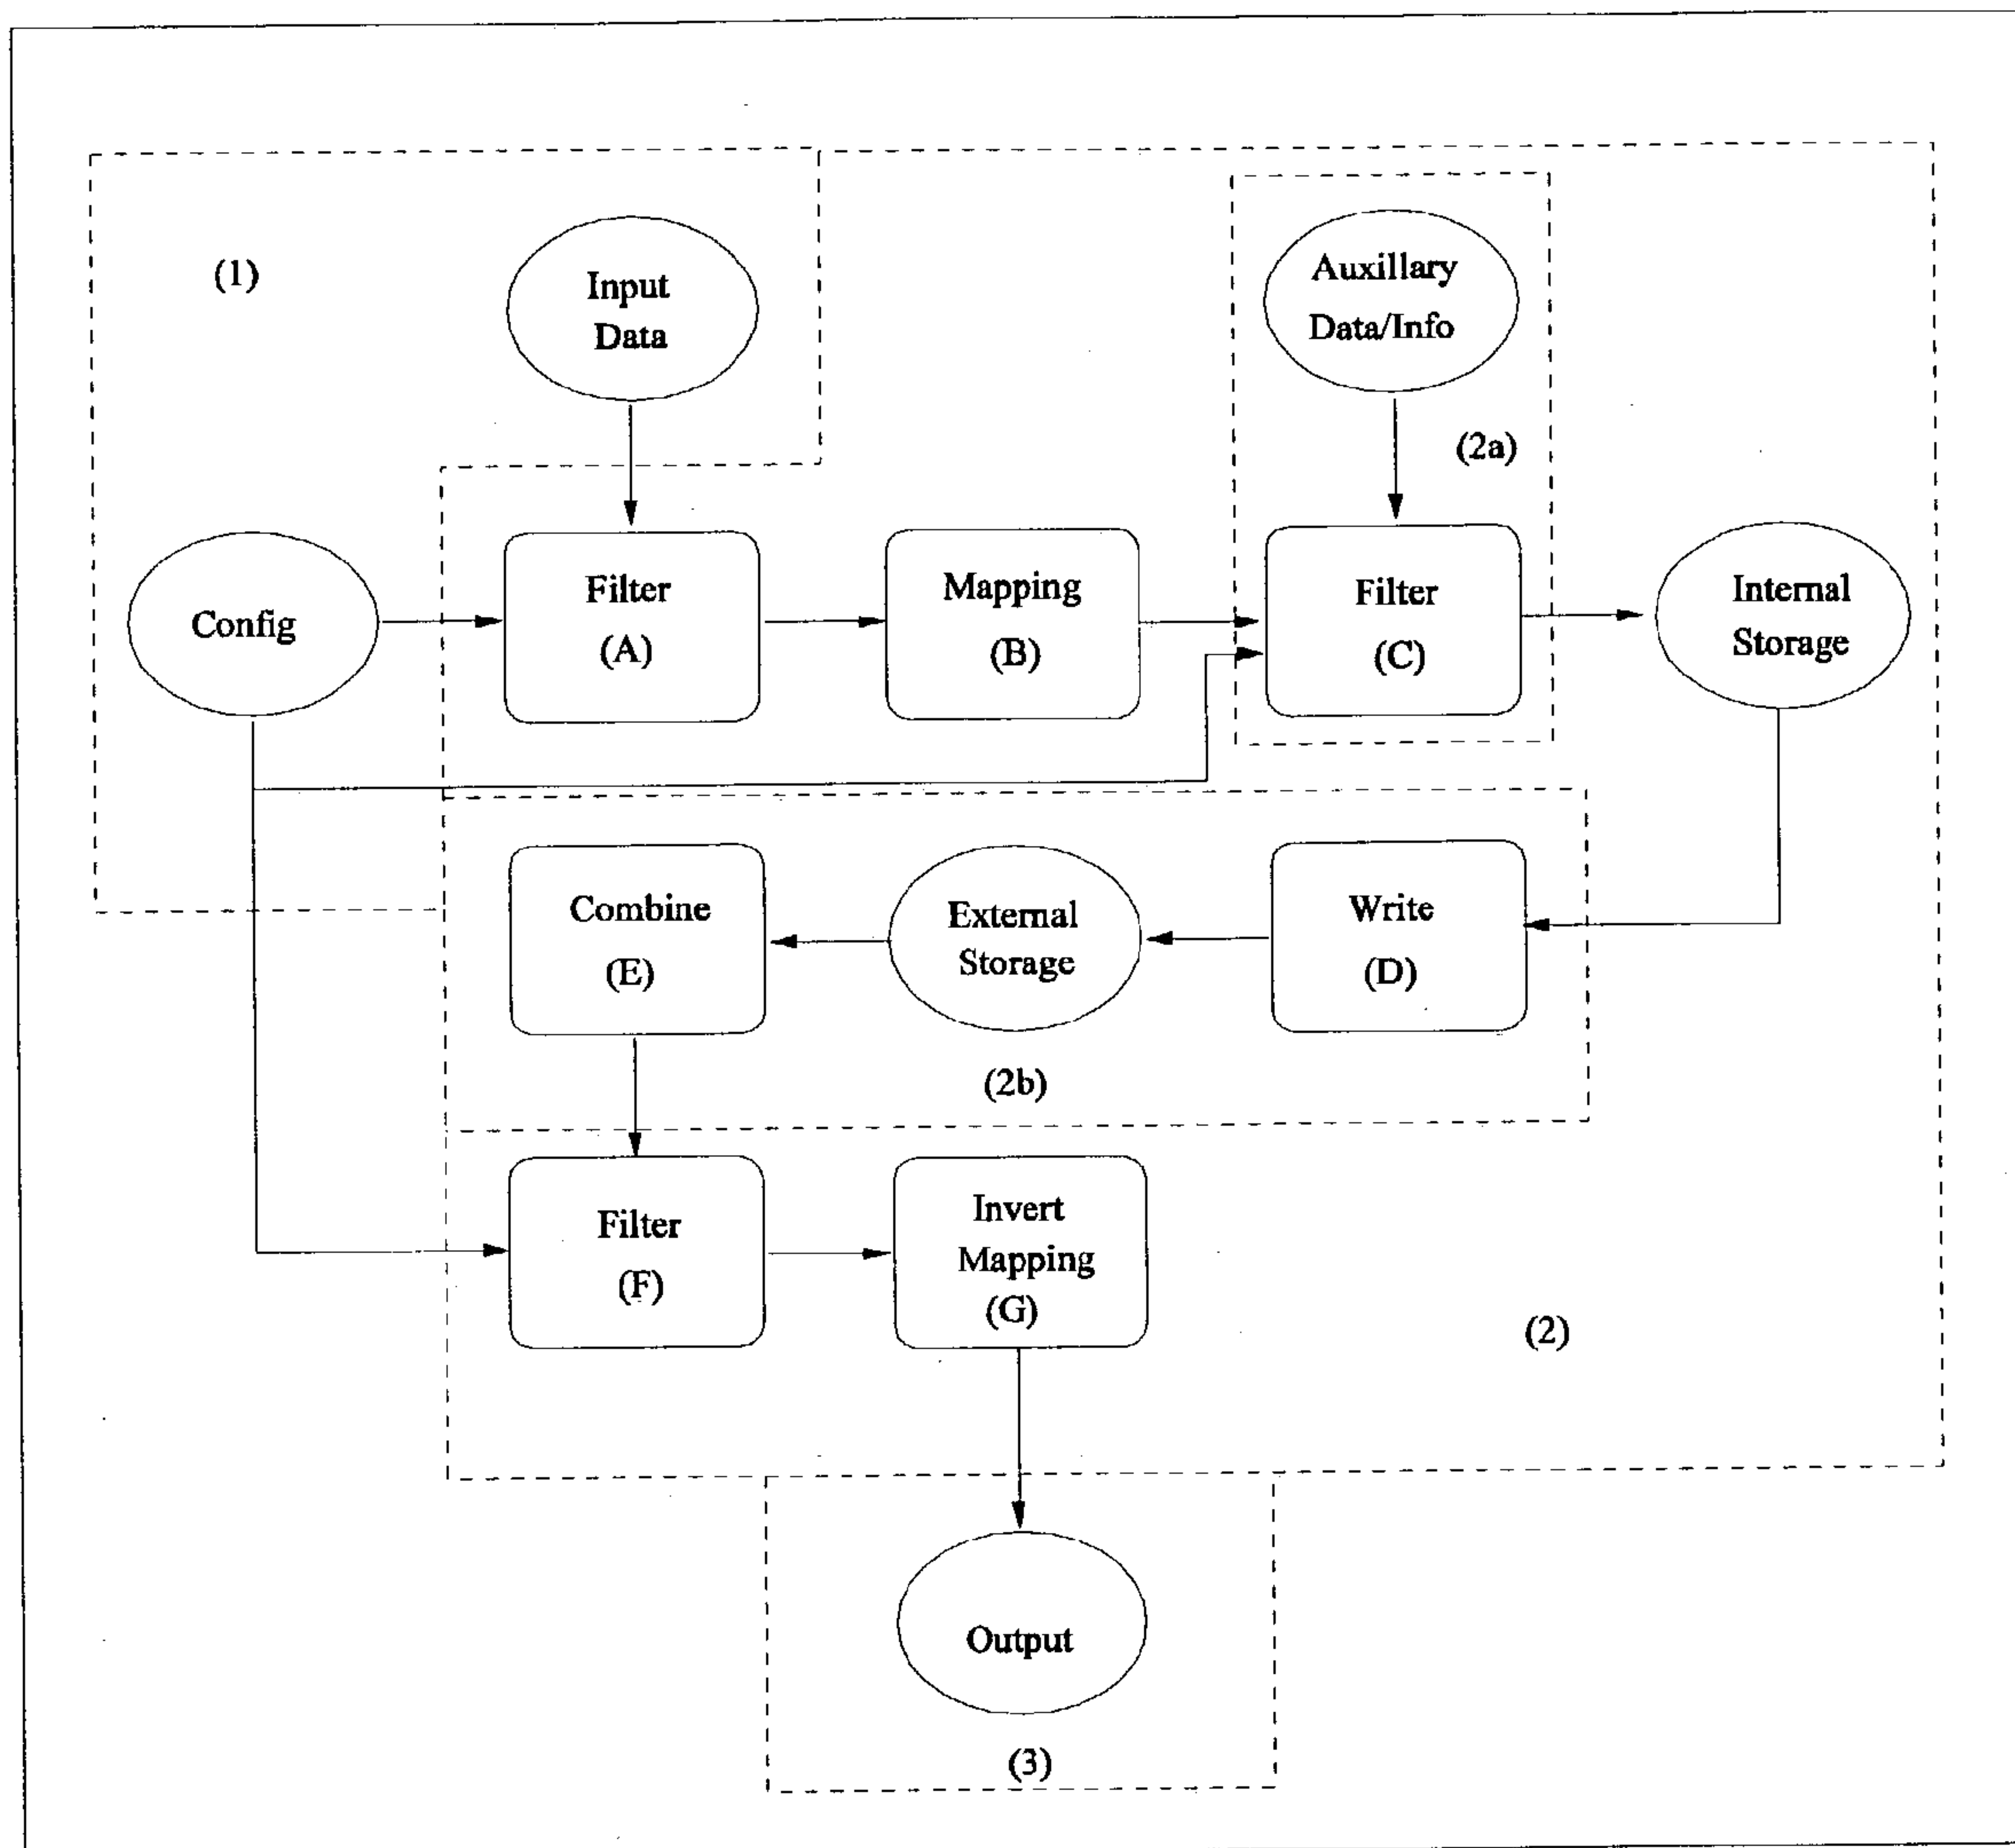 (1)
Input
Data
Auxillary
Data/Info
(2a)
Config
Filter
(A)
Mapping
(B)
Filter
(C)
Internal
Storage
Combine
(E)
External
Storage
Write
(D)
(2b)
Filter
(F)
Invert
Mapping
(G)
(2)
Output
(3)